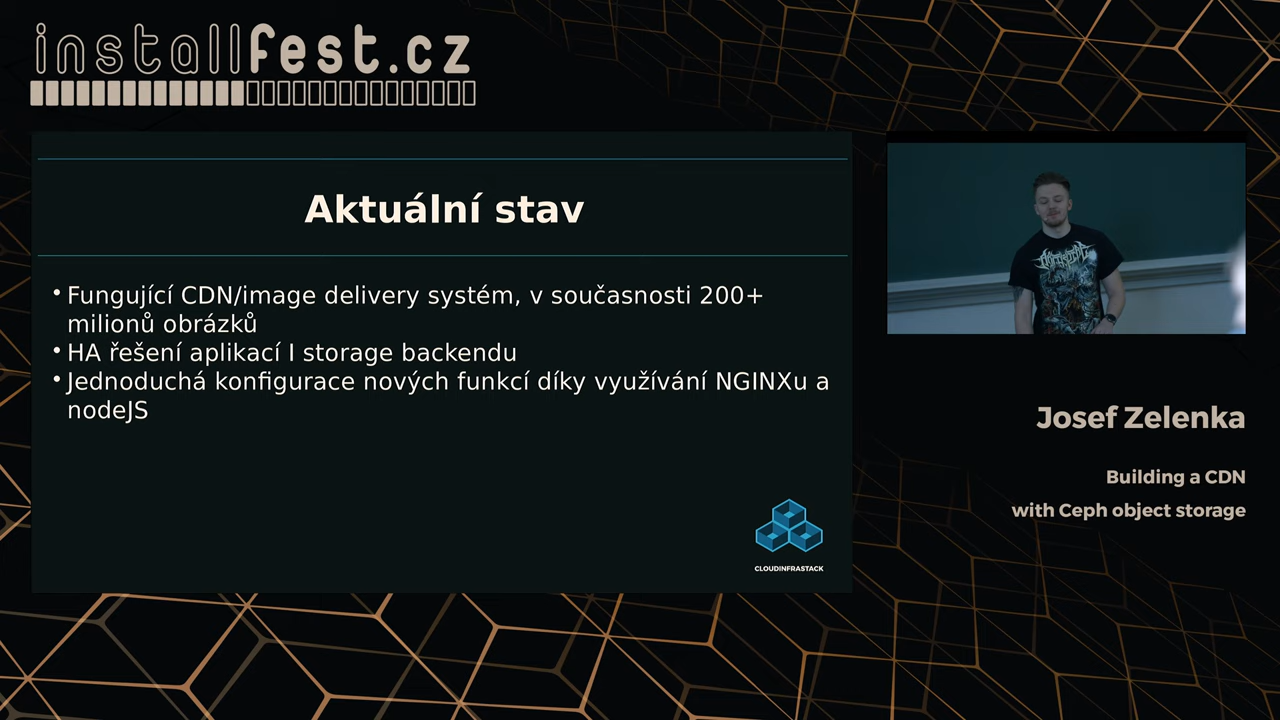 installfest.cz
Aktuální stav
• Fungující CDN/image delivery systém, v současnosti 200+
milionů obrázků
• HA řešení aplikací I storage backendu
• Jednoduchá konfigurace nových funkcí díky využívání NGINXu a
nodeJS
CLOUDINFRASTACK
Josef Zelenka
Building a CDN
with Ceph object storage